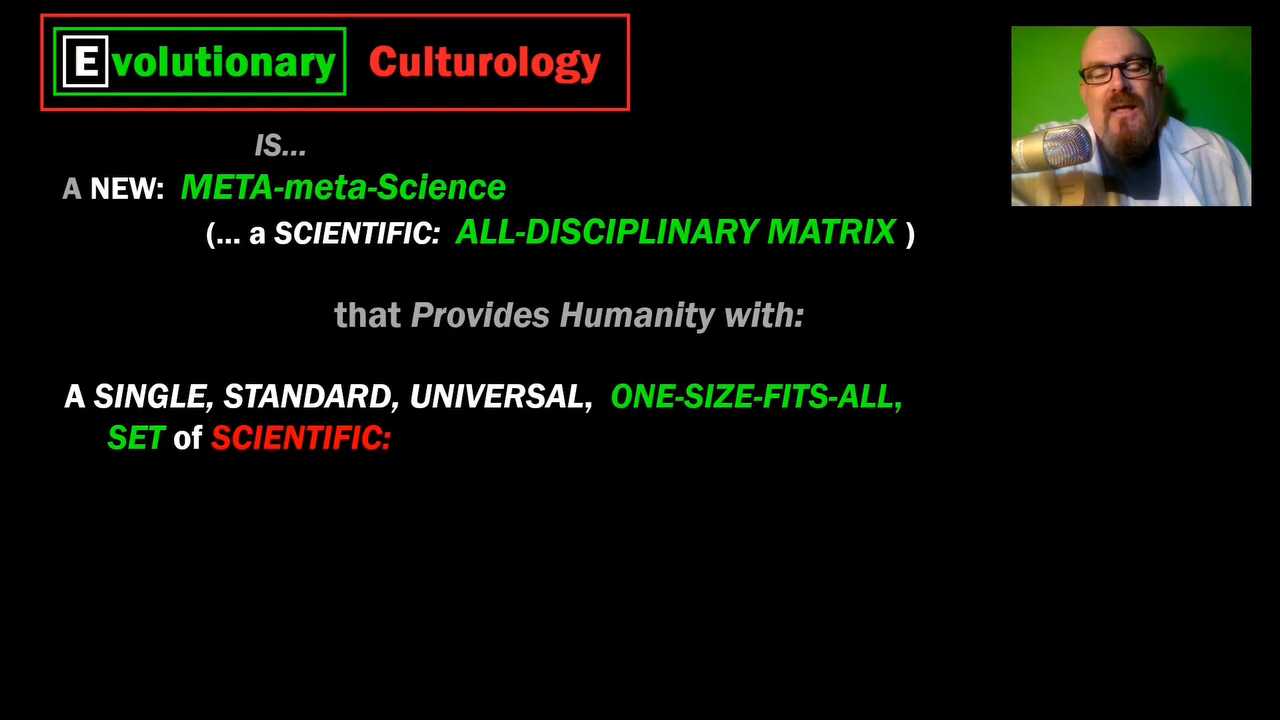 Evolutionary Culturology
IS...
A NEW: META-meta-Science
(... a SCIENTIFIC: ALL-DISCIPLINARY MATRIX )
that Provides Humanity with:
A SINGLE, STANDARD, UNIVERSAL, ONE-SIZE-FITS-ALL,
SET of SCIENTIFIC: